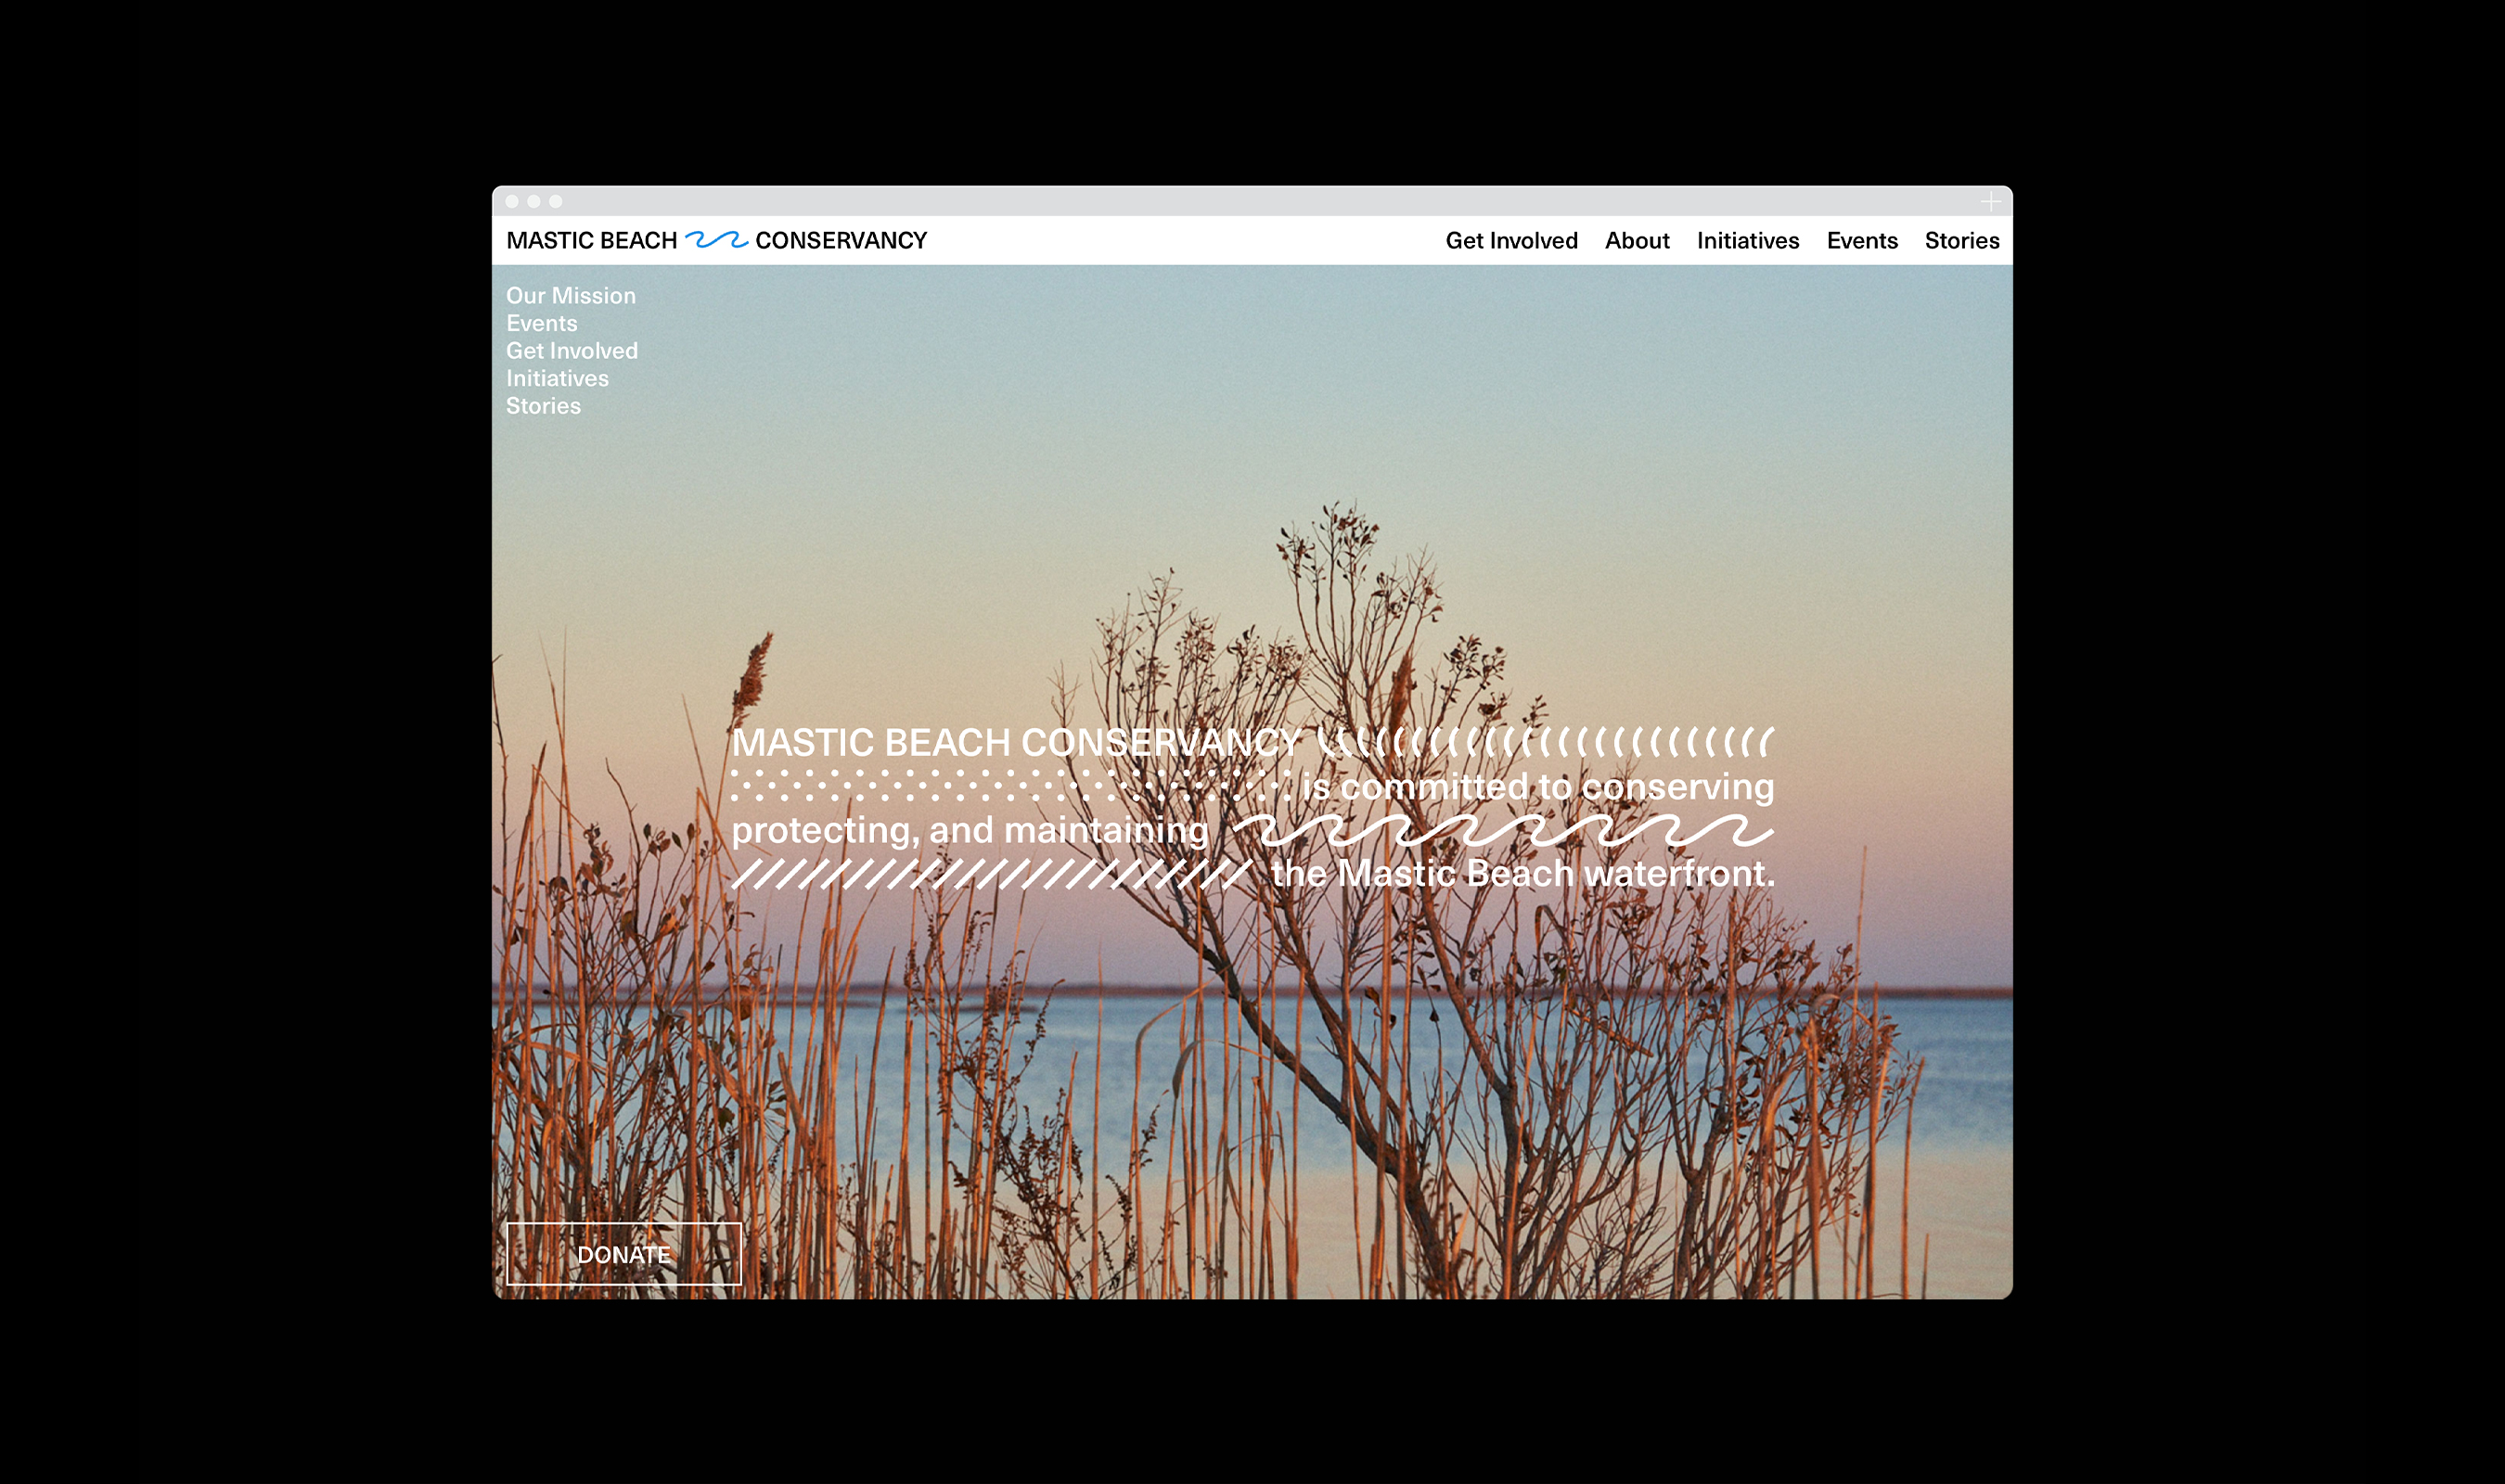 MASTIC BEACH CONSERVANCY
Get Involved About Initiatives Events Stories
Our Mission
Events
Get Involved
Initiatives
Stories
MASTIC BEACH CONSERVANCY
is committed to conserving
protecting, and maintaining
the Mastic Beach waterfront.
DONATE